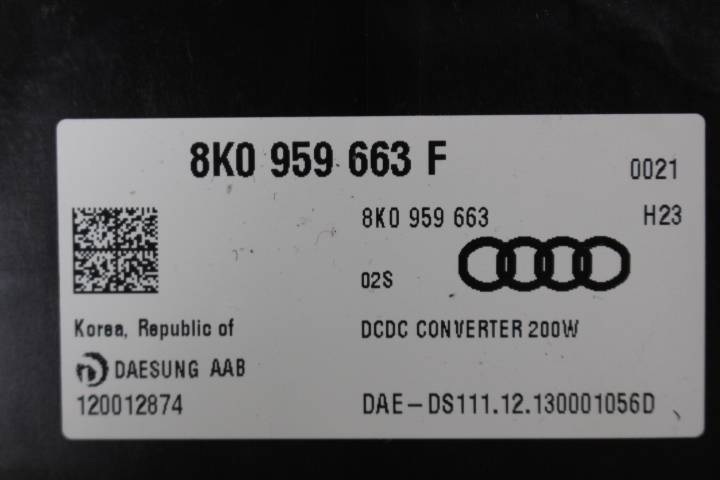 8K0 959 663 F
0021
8K0 959 663
H23
02S
Korea, Republic of
DCDC CONVERTER 200W
DAESUNG AAB
120012874
DAE-DS111.12.130001056D